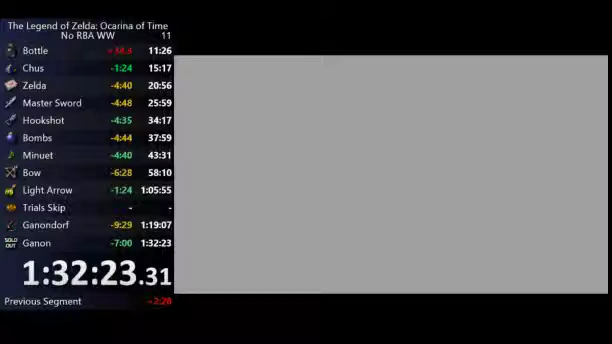 The Legend of Zelda: Ocarina of Time
No RBA WW 11
Bottle +38.3 11:26
Chus -1:24 15:17
Zelda -4:40 20:56
Master Sword -4:48 25:59
Hookshot -4:35 34:17
Bombs -4:44 37:59
Minuet -4:40 43:31
Bow -6:28 58:10
Light Arrow -1:24 1:05:55
Trials Skip - -
Ganondorf -9:29 1:19:07
SOLD OUT Ganon -7:00 1:32:23
1:32:23.31
Previous Segment +2:28